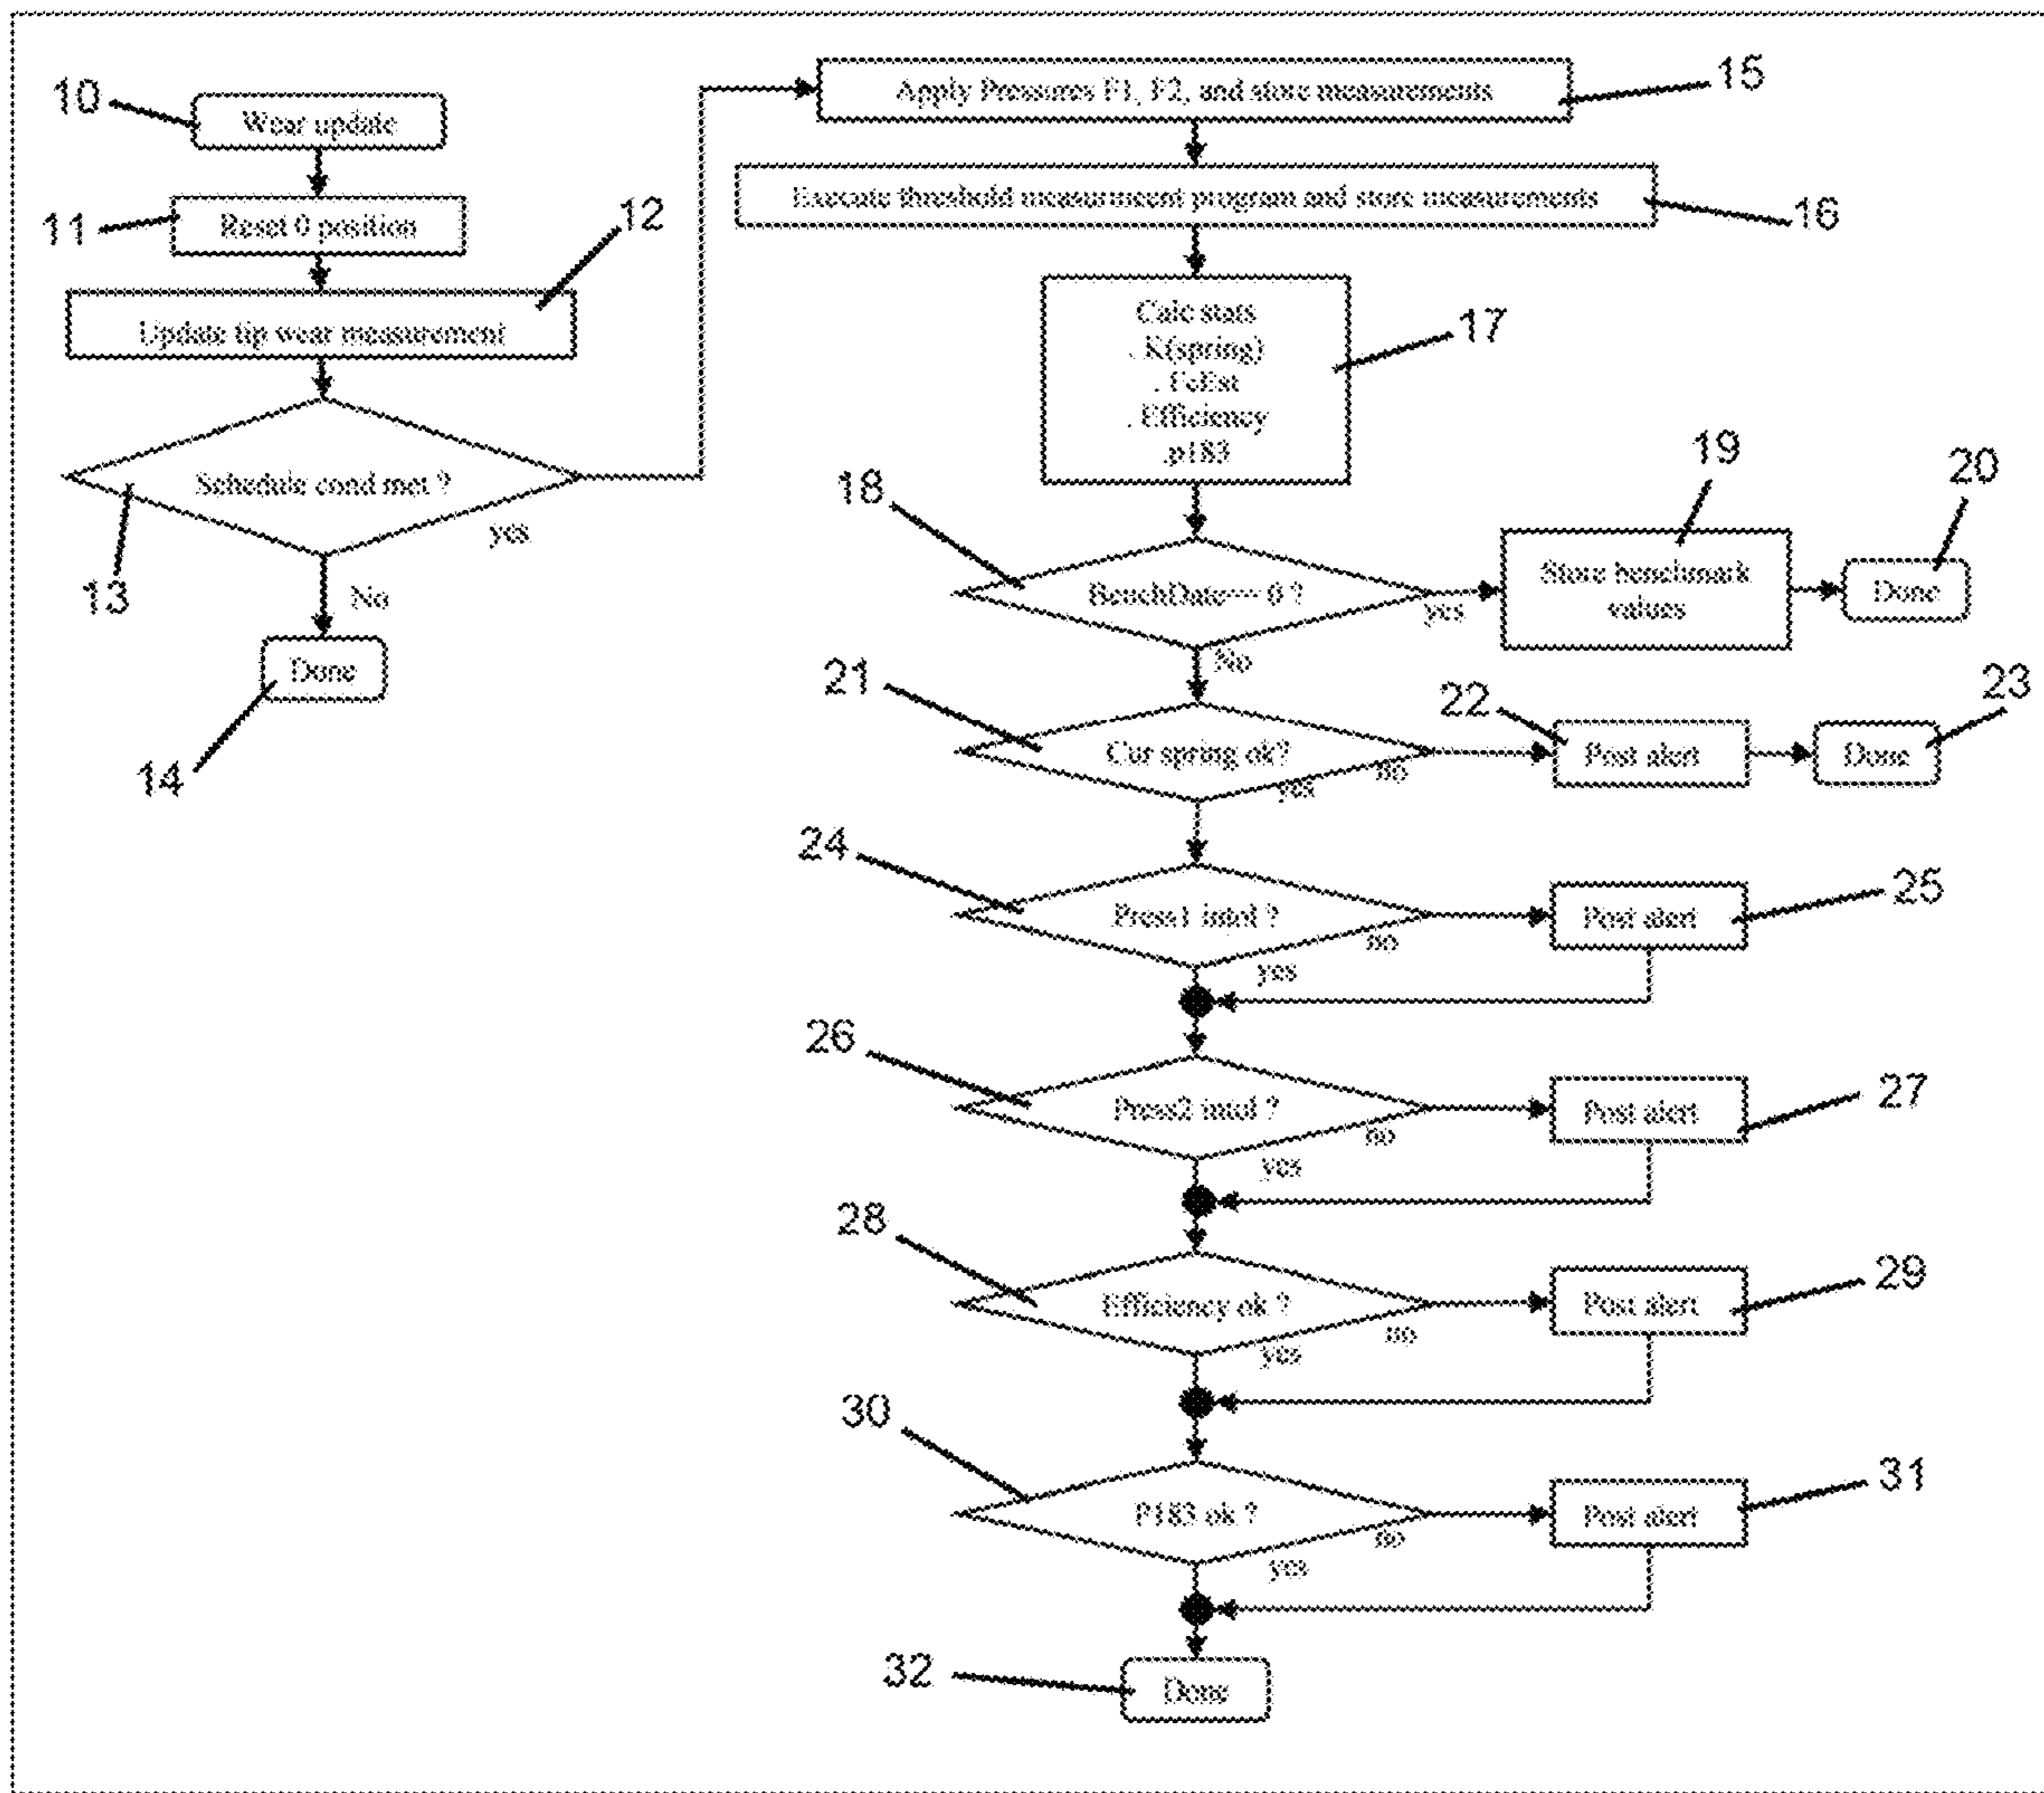 10
Wear update
11
Reset 0 position
12
Update tip wear measurement
13
Schedule cond met ?
yes
No
14
Done
15
Apply Pressures F1, F2, and store measurements
16
Execute threshold measurment program and store measurements
17
Calc stats
. K(spring)
. FcEst
. Efficiency
.p183
18
BenchDate== 0 ?
yes
No
19
Store benchmark
values
20
Done
21
Cur spring ok?
yes
no
22
Post alert
23
Done
24
Press1 intol ?
yes
no
25
Post alert
26
Press2 intol ?
yes
no
27
Post alert
28
Efficiency ok ?
yes
no
29
Post alert
30
P183 ok ?
yes
no
31
Post alert
32
Done